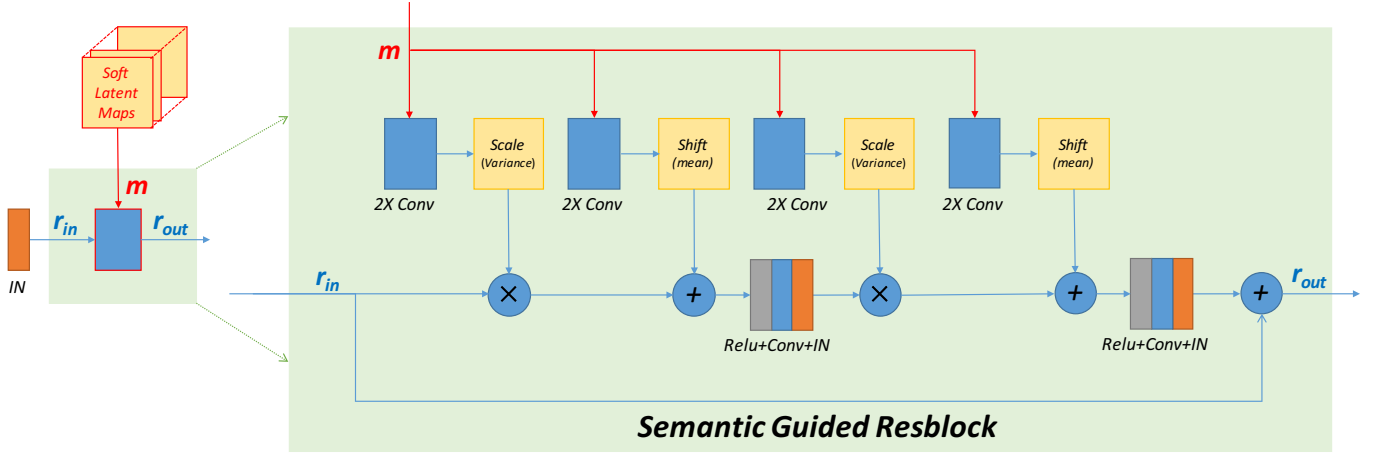 Soft
Latent
Maps
m
r_in
r_out
IN
m
Scale
(Variance)
Shift
(mean)
Scale
(Variance)
Shift
(mean)
2X Conv
2X Conv
2X Conv
2X Conv
r_in
×
+
×
+
+
r_out
Relu+Conv+IN
Relu+Conv+IN
Semantic Guided Resblock